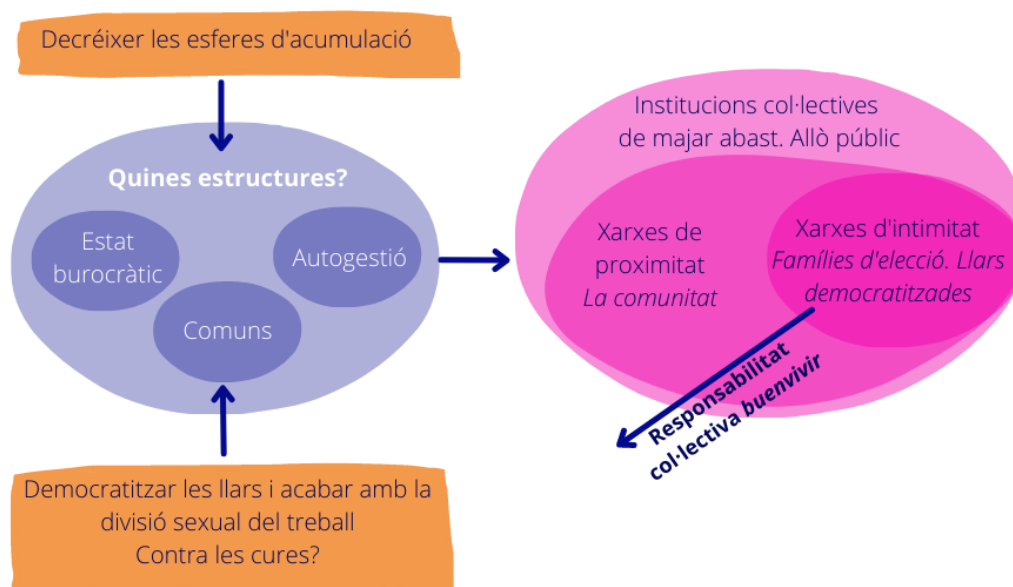 Decréixer les esferes d'acumulació
Quines estructures?
Estat
burocràtic
Autogestió
Comuns
Democratitzar les llars i acabar amb la
divisió sexual del treball
Contra les cures?
Institucions col·lectives
de majar abast. Allò públic
Xarxes de
proximitat
La comunitat
Xarxes d'intimitat
Famílies d'elecció. Llars
democratitzades
Responsabilitat
col·lectiva buenvivir